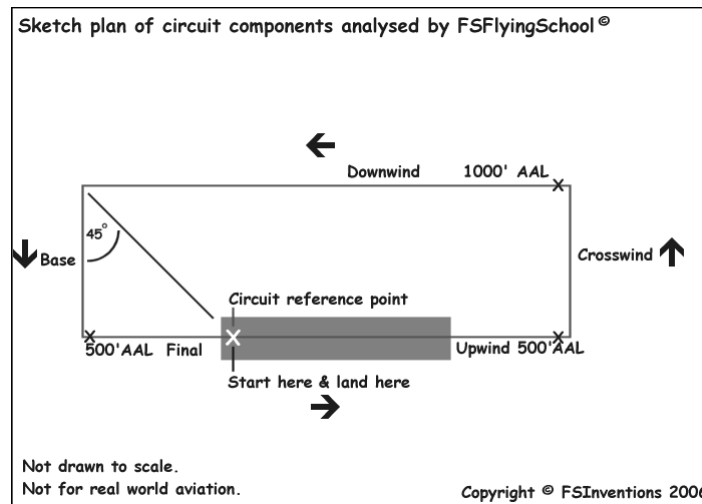 Sketch plan of circuit components analysed by FSFlyingSchool©
Downwind 1000' AAL
45°
Base
Crosswind
Circuit reference point
500'AAL Final
Upwind 500'AAL
Start here & land here
Not drawn to scale.
Not for real world aviation.
Copyright © FSInventions 2006